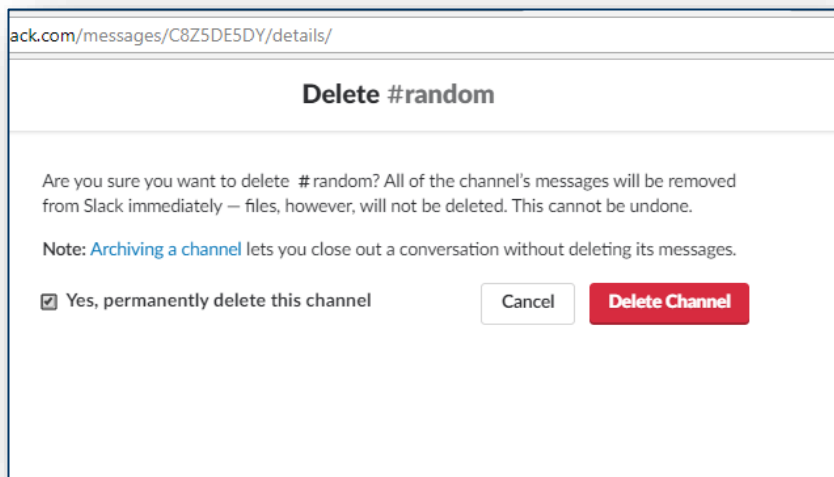 ack.com/messages/C8Z5DE5DY/details/
Delete #random
Are you sure you want to delete # random? All of the channel's messages will be removed
from Slack immediately — files, however, will not be deleted. This cannot be undone.
Note: Archiving a channel lets you close out a conversation without deleting its messages.
Yes, permanently delete this channel
Cancel
Delete Channel